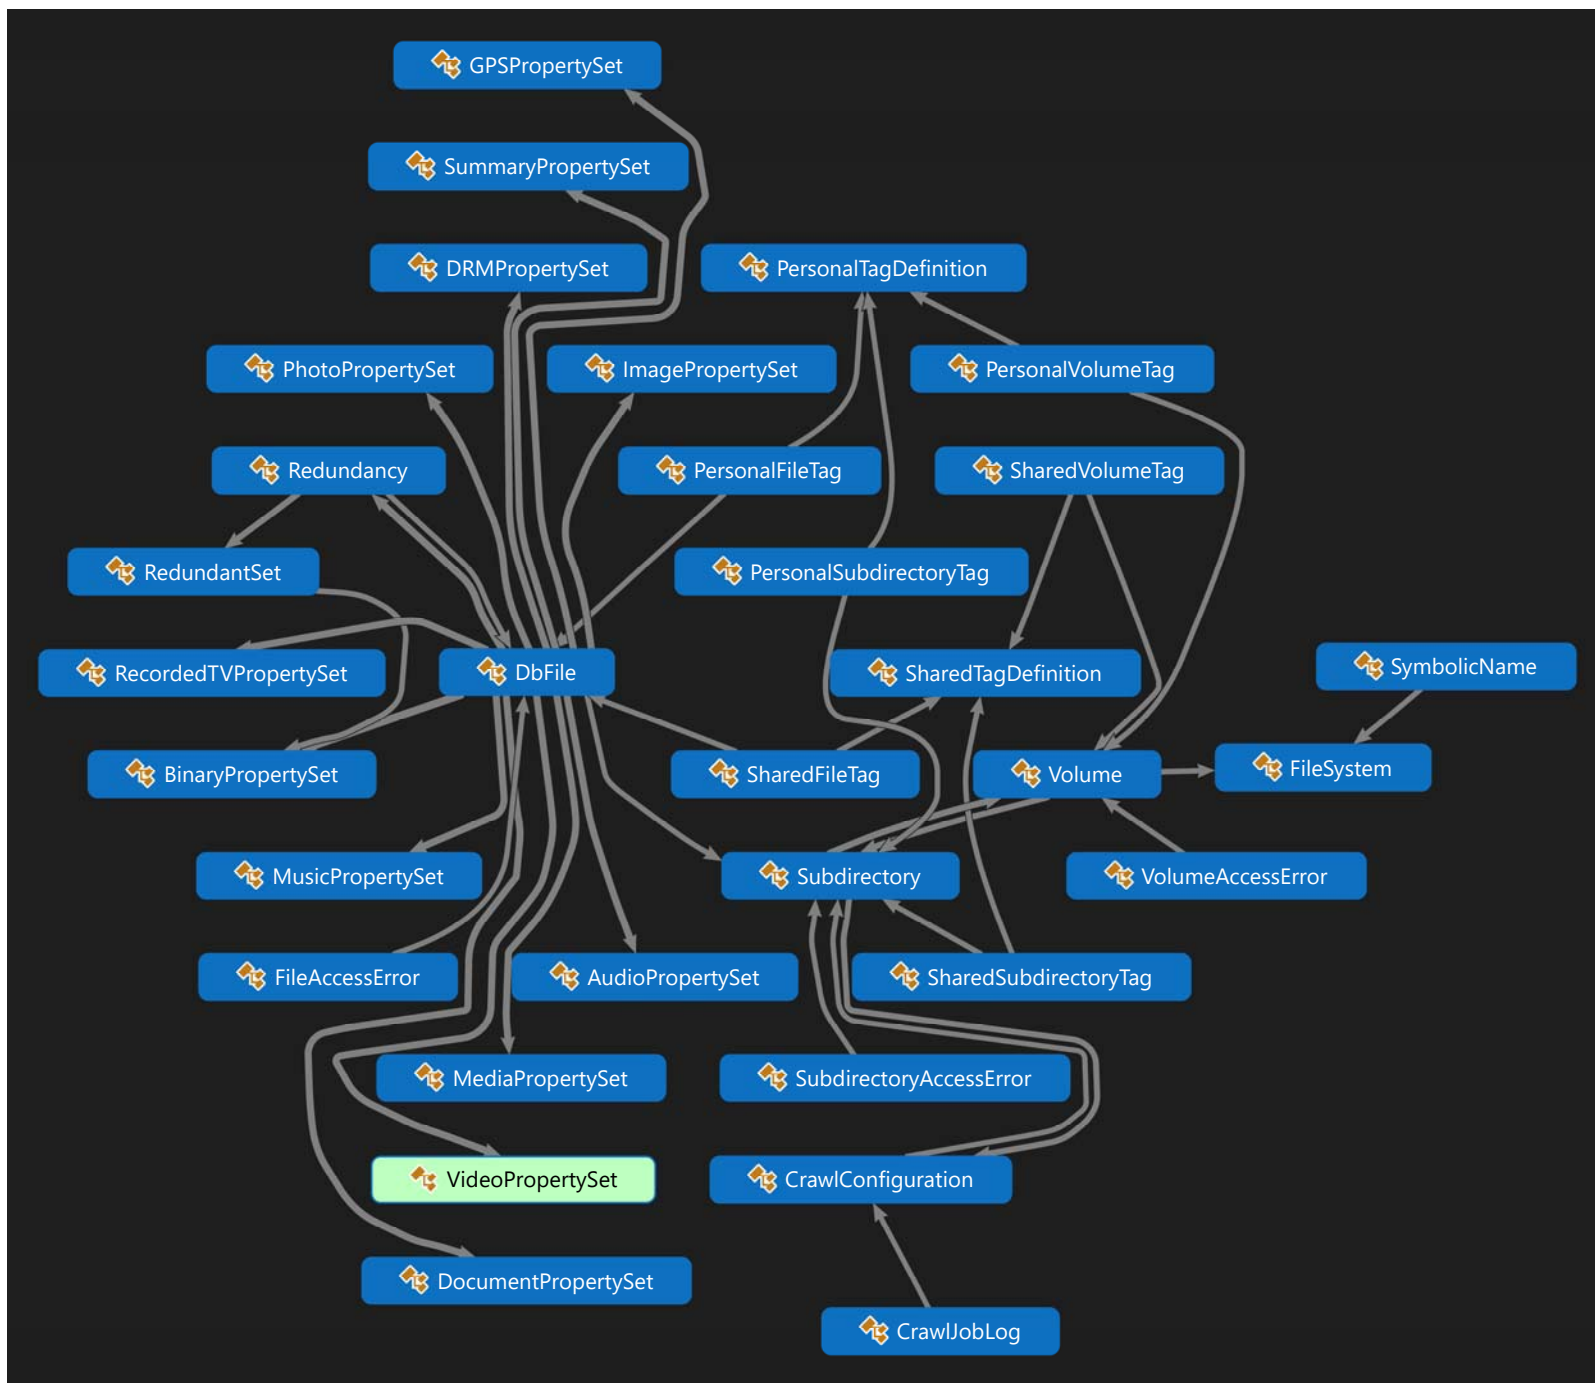 GPSPropertySet
SummaryPropertySet
DRMPropertySet
PersonalTagDefinition
PhotoPropertySet
ImagePropertySet
PersonalVolumeTag
Redundancy
PersonalFileTag
SharedVolumeTag
RedundantSet
PersonalSubdirectoryTag
RecordedTVPropertySet
DbFile
SharedTagDefinition
SymbolicName
BinaryPropertySet
SharedFileTag
Volume
FileSystem
MusicPropertySet
Subdirectory
VolumeAccessError
FileAccessError
AudioPropertySet
SharedSubdirectoryTag
MediaPropertySet
SubdirectoryAccessError
VideoPropertySet
CrawlConfiguration
DocumentPropertySet
CrawlJobLog